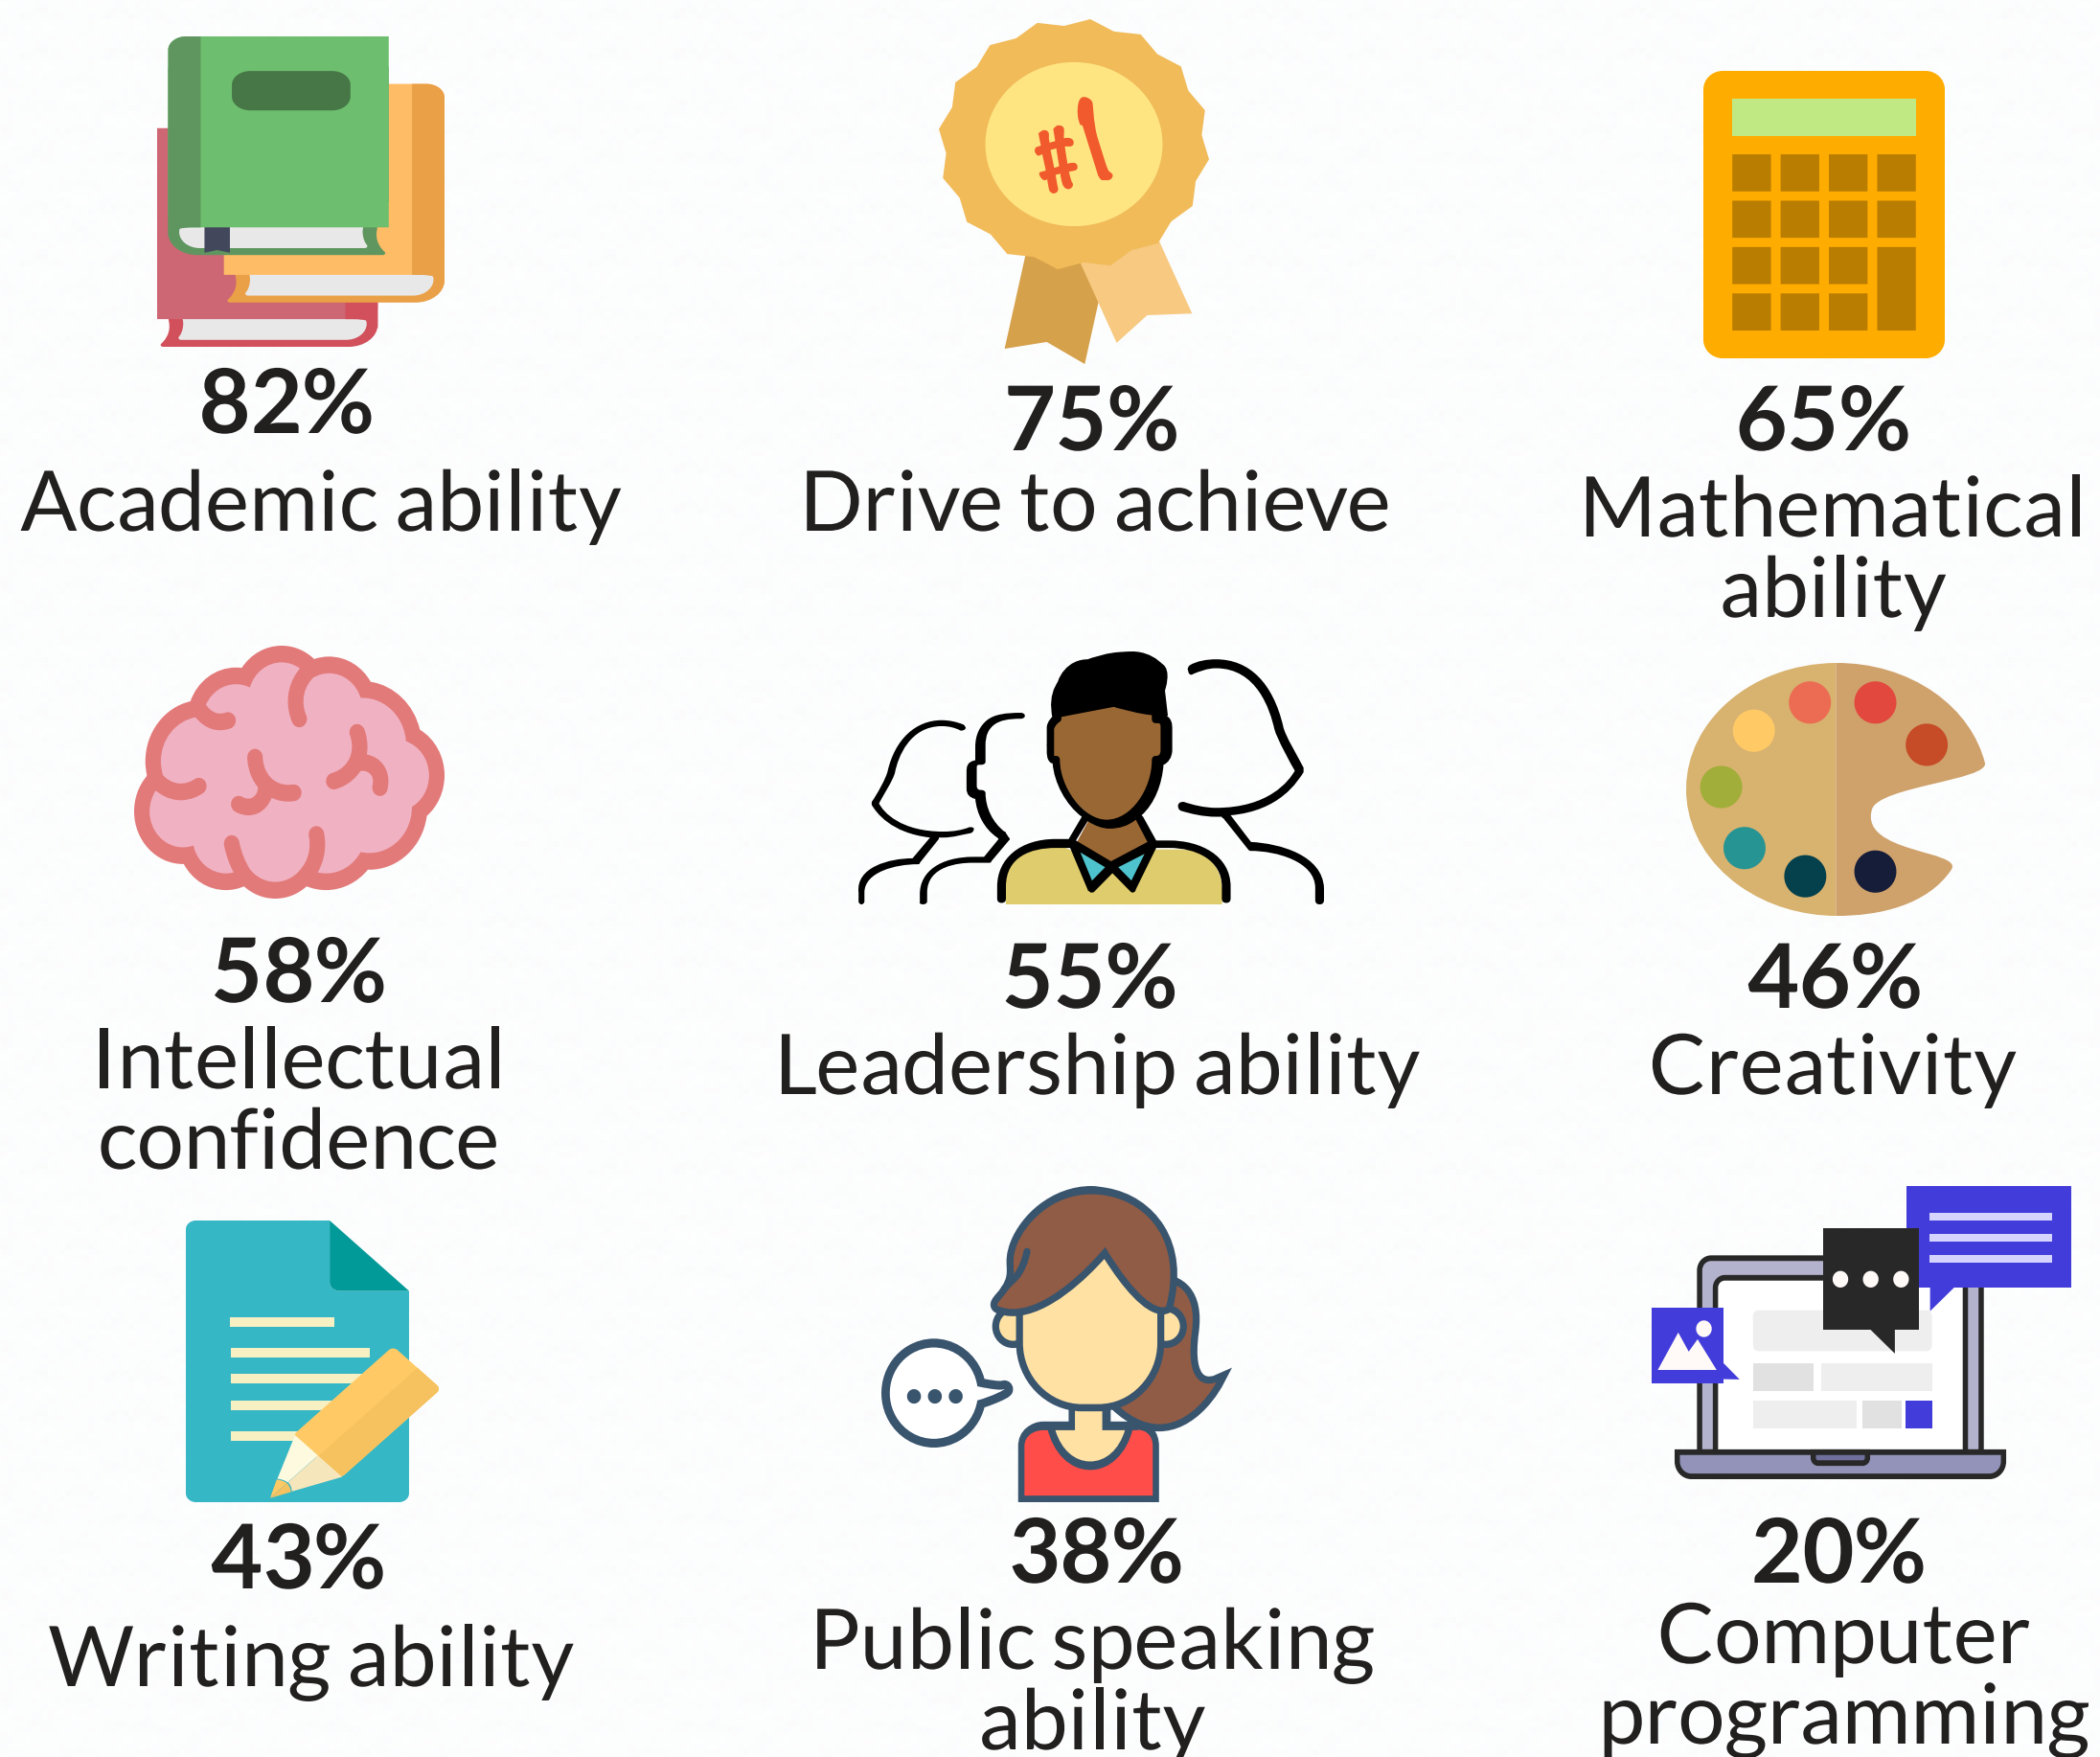 #1
82%
Academic ability
75%
Drive to achieve
65%
Mathematical
ability
58%
Intellectual
confidence
55%
Leadership ability
46%
Creativity
43%
Writing ability
38%
Public speaking
ability
20%
Computer
programming